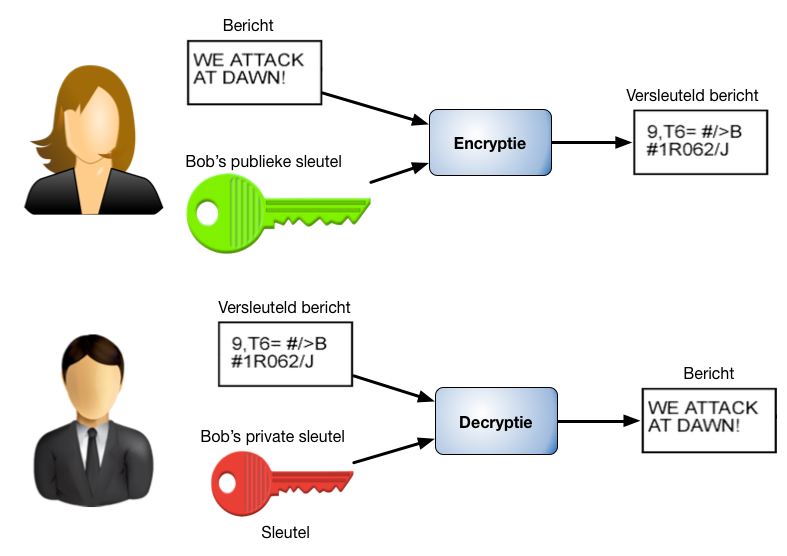 Bericht
WE ATTACK
AT DAWN!
Bob's publieke sleutel
Encryptie
Versleuteld bericht
9,T6= #/>B
#1R062/J
Versleuteld bericht
9,T6= #/>B
#1R062/J
Bob's private sleutel
Sleutel
Decryptie
Bericht
WE ATTACK
AT DAWN!